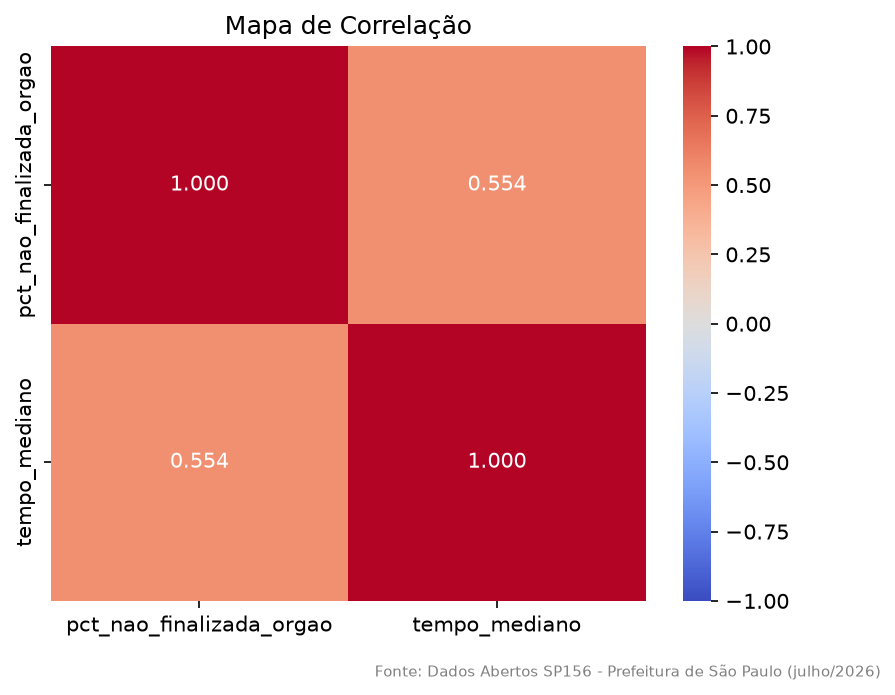 Mapa de Correlação
pct_nao_finalizada_orgao
tempo_mediano
1.000
0.554
0.554
1.000
pct_nao_finalizada_orgao
tempo_mediano
1.00
0.75
0.50
0.25
0.00
−0.25
−0.50
−0.75
−1.00
Fonte: Dados Abertos SP156 - Prefeitura de São Paulo (julho/2026)